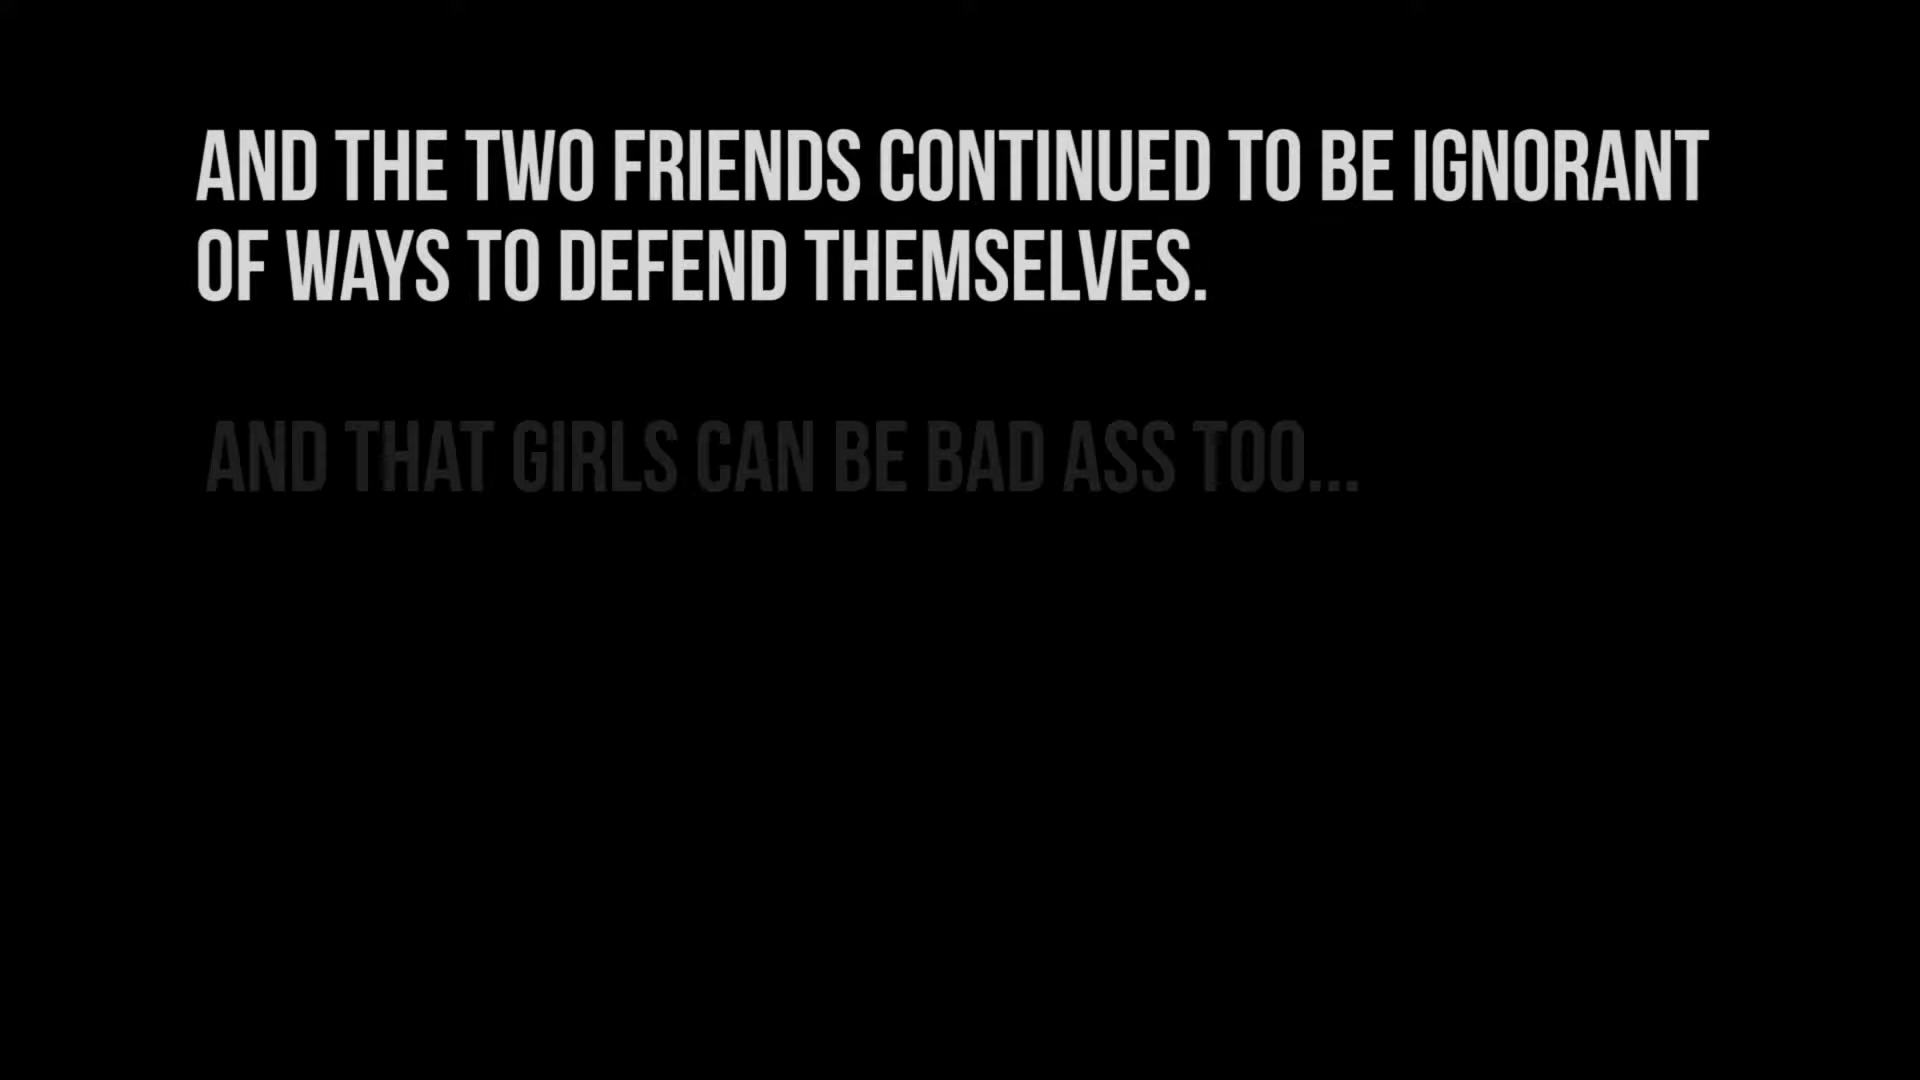 AND THE TWO FRIENDS CONTINUED TO BE IGNORANT
OF WAYS TO DEFEND THEMSELVES.
AND THAT GIRLS CAN BE BAD ASS TOO...